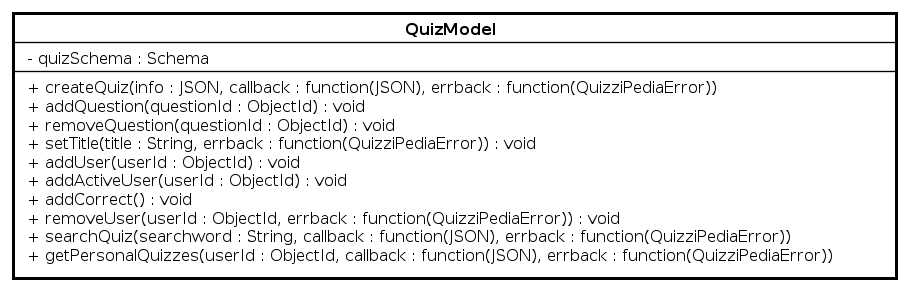 QuizModel
- quizSchema : Schema
+ createQuiz(info : JSON, callback : function(JSON), errback : function(QuizziPediaError))
+ addQuestion(questionId : ObjectId) : void
+ removeQuestion(questionId : ObjectId) : void
+ setTitle(title : String, errback : function(QuizziPediaError)) : void
+ addUser(userId : ObjectId) : void
+ addActiveUser(userId : ObjectId) : void
+ addCorrect() : void
+ removeUser(userId : ObjectId, errback : function(QuizziPediaError)) : void
+ searchQuiz(searchword : String, callback : function(JSON), errback : function(QuizziPediaError))
+ getPersonalQuizzes(userId : ObjectId, callback : function(JSON), errback : function(QuizziPediaError))